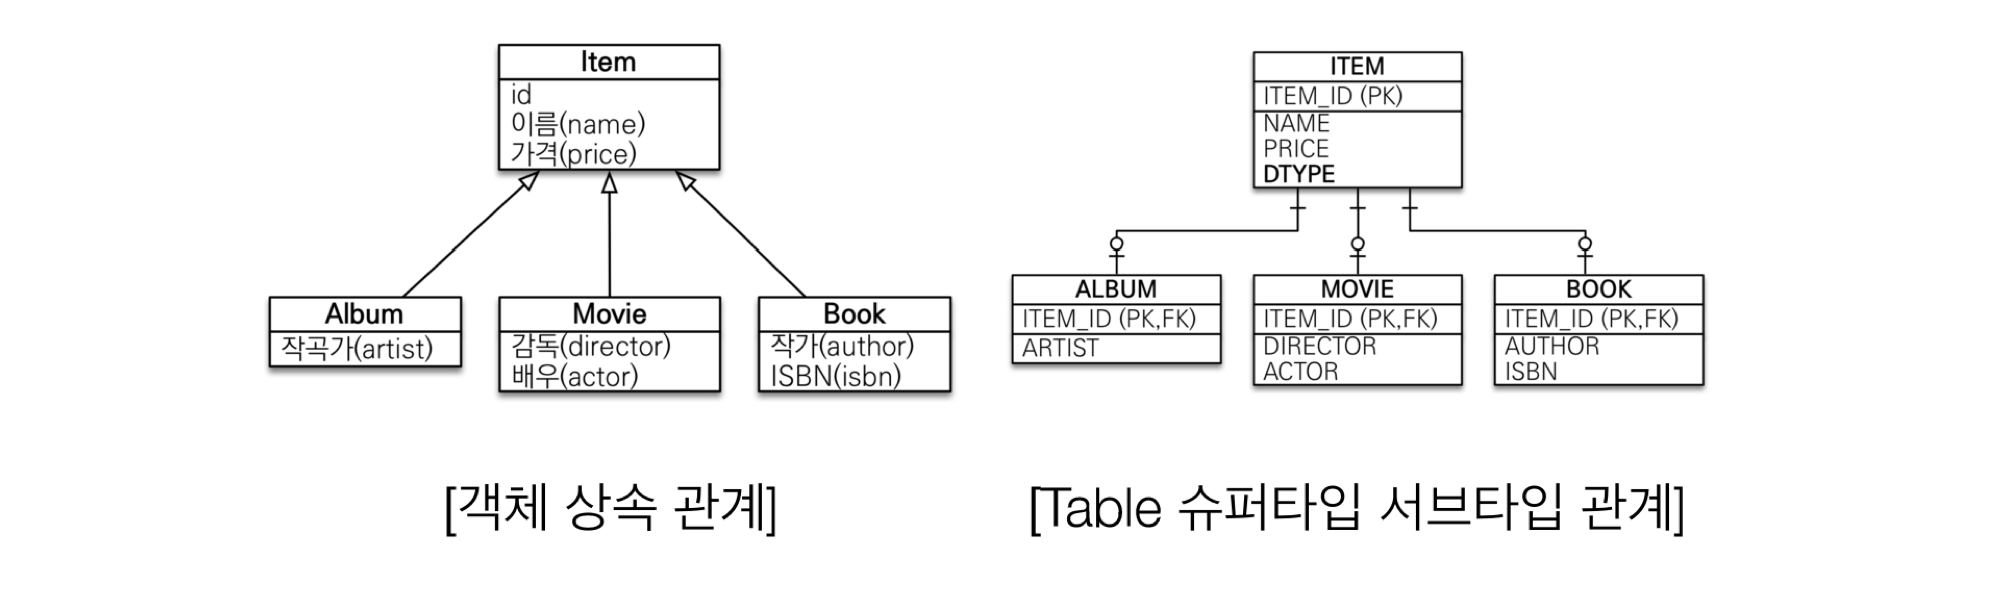 Item
id
이름(name)
가격(price)
Album
작곡가(artist)
Movie
감독(director)
배우(actor)
Book
작가(author)
ISBN(isbn)
[객체 상속 관계]
ITEM
ITEM_ID (PK)
NAME
PRICE
DTYPE
ALBUM
ITEM_ID (PK,FK)
ARTIST
MOVIE
ITEM_ID (PK,FK)
DIRECTOR
ACTOR
BOOK
ITEM_ID (PK,FK)
AUTHOR
ISBN
[Table 슈퍼타입 서브타입 관계]